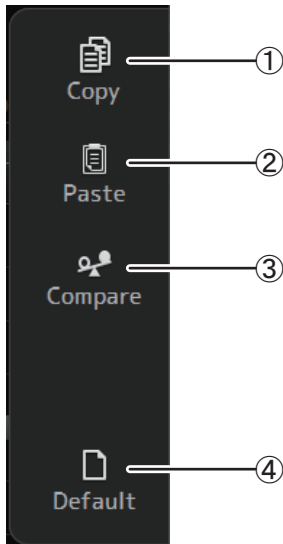 ①
Copy
②
Paste
③
Compare
④
Default